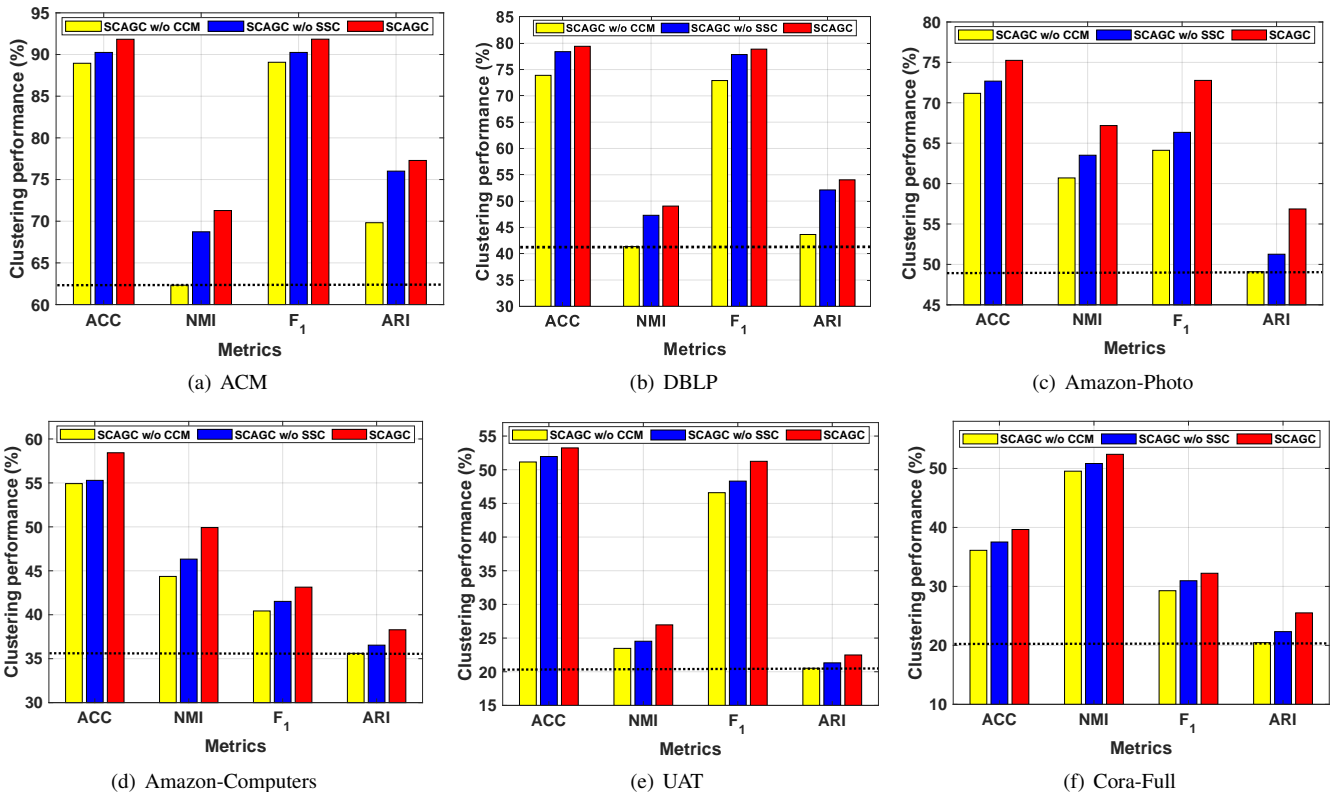 95
90
85
80
75
70
65
60
Clustering performance (%)
SCAGC w/o CCM SCAGC w/o SSC SCAGC
ACC NMI F1 ARI
Metrics
(a) ACM
85
80
75
70
65
60
55
50
45
40
35
30
Clustering performance (%)
SCAGC w/o CCM SCAGC w/o SSC SCAGC
ACC NMI F1 ARI
Metrics
(b) DBLP
80
75
70
65
60
55
50
45
Clustering performance (%)
SCAGC w/o CCM SCAGC w/o SSC SCAGC
ACC NMI F1 ARI
Metrics
(c) Amazon-Photo
60
55
50
45
40
35
30
Clustering performance (%)
SCAGC w/o CCM SCAGC w/o SSC SCAGC
ACC NMI F1 ARI
Metrics
(d) Amazon-Computers
55
50
45
40
35
30
25
20
15
Clustering performance (%)
SCAGC w/o CCM SCAGC w/o SSC SCAGC
ACC NMI F1 ARI
Metrics
(e) UAT
50
40
30
20
10
Clustering performance (%)
SCAGC w/o CCM SCAGC w/o SSC SCAGC
ACC NMI F1 ARI
Metrics
(f) Cora-Full